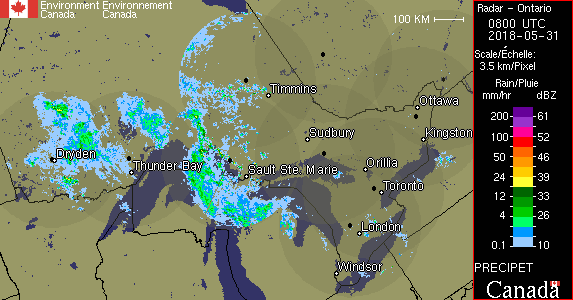 Environment Environnement
Canada Canada
100 KM
Timmins
Ottawa
Sudbury
Kingston
Dryden
Thunder Bay
Sault Ste. Marie
Orillia
Toronto
London
Windsor
Radar - Ontario
0800 UTC
2018-05-31
Scale/Échelle:
3.5 km/Pixel
Rain/Pluie
mm/hr dBZ
200 61
100 52
50 46
24 39
12 33
4 26
0.1 10
PRECIPET
Canada